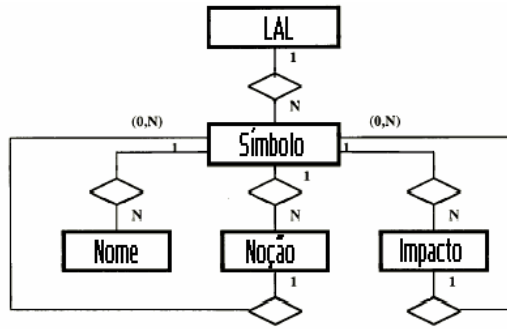 LAL
1
N
(0,N) (0,N)
Símbolo
1 1
1
N N N
Nome Noção Impacto
1 1